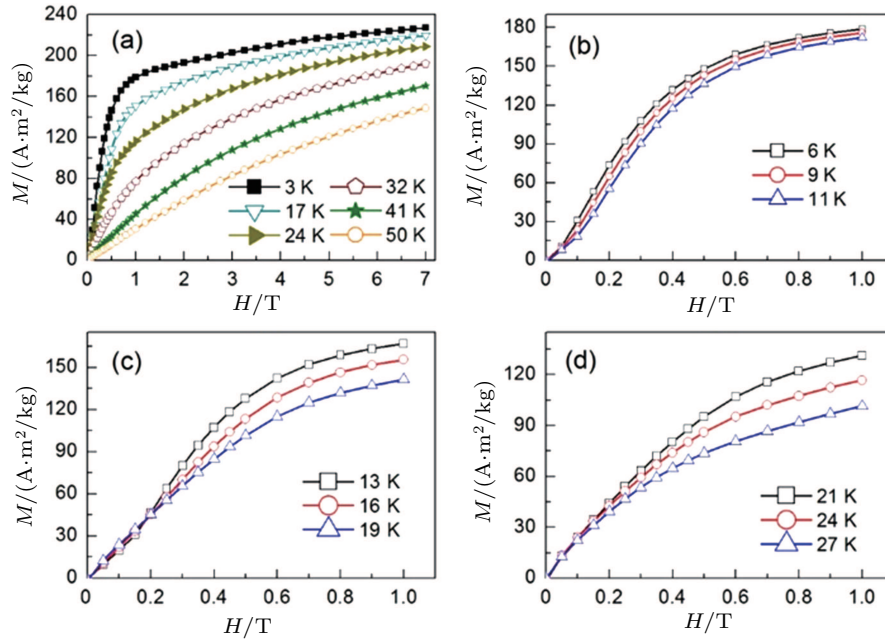 (a)
M/(A·m²/kg)
240
200
160
120
80
40
0
3 K
17 K
24 K
32 K
41 K
50 K
0 1 2 3 4 5 6 7
H/T
(b)
M/(A·m²/kg)
180
150
120
90
60
30
0
6 K
9 K
11 K
0.0 0.2 0.4 0.6 0.8 1.0
H/T
(c)
M/(A·m²/kg)
150
120
90
60
30
0
13 K
16 K
19 K
0.0 0.2 0.4 0.6 0.8 1.0
H/T
(d)
M/(A·m²/kg)
120
90
60
30
0
21 K
24 K
27 K
0.0 0.2 0.4 0.6 0.8 1.0
H/T